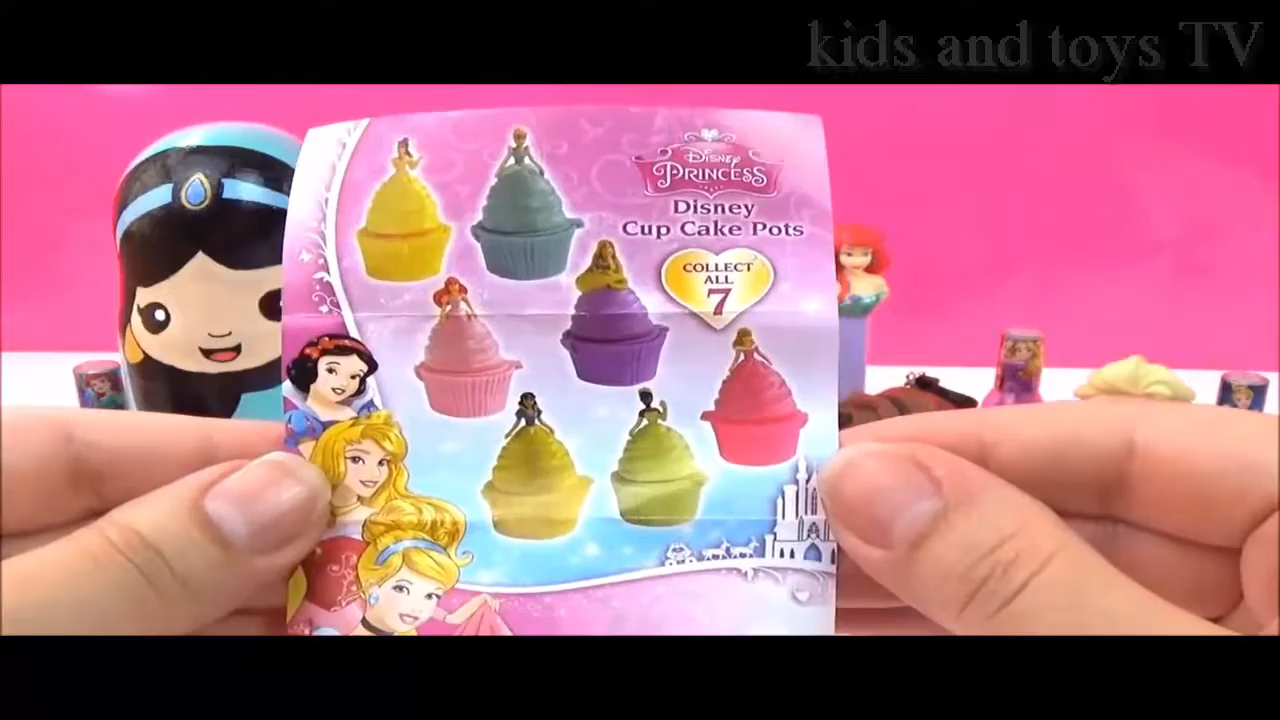 kids and toys TV
Disney
PRINCESS
Disney
Cup Cake Pots
COLLECT
ALL
7